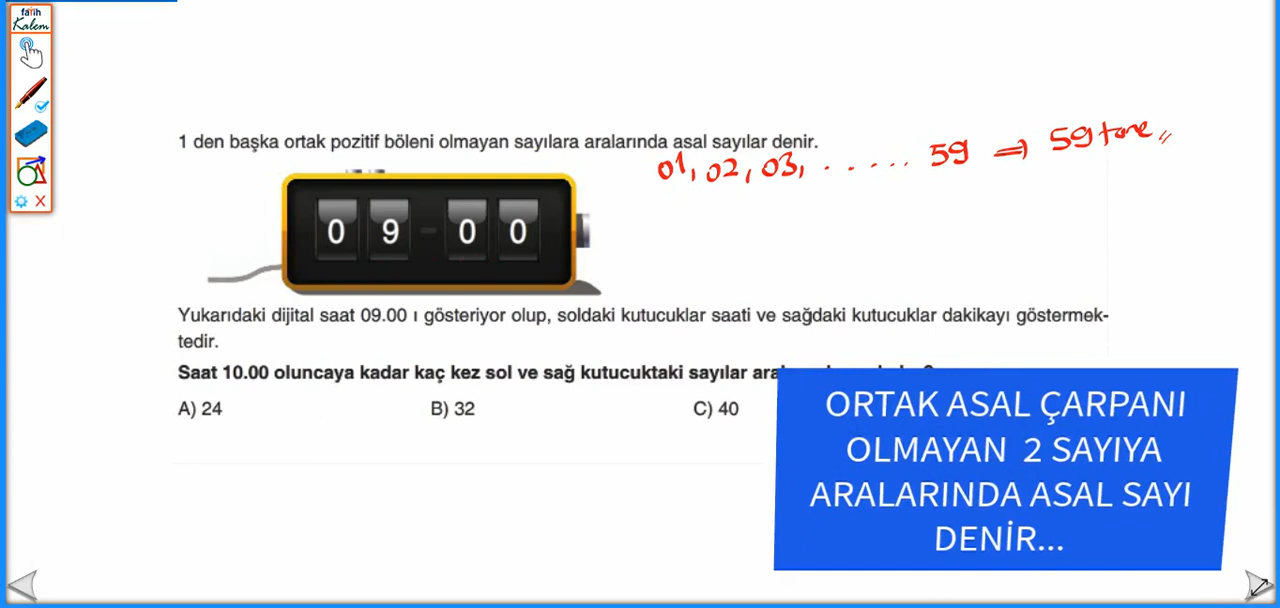 fatih
Kalem
1 den başka ortak pozitif böleni olmayan sayılara aralarında asal sayılar denir.
01, 02, 03, ..... 59 ⇒ 59 tane,,
0 9 - 0 0
Yukarıdaki dijital saat 09.00 ı gösteriyor olup, soldaki kutucuklar saati ve sağdaki kutucuklar dakikayı göstermek-
tedir.
Saat 10.00 oluncaya kadar kaç kez sol ve sağ kutucuktaki sayılar ara
A) 24 B) 32 C) 40
ORTAK ASAL ÇARPANI
OLMAYAN 2 SAYIYA
ARALARINDA ASAL SAYI
DENİR...